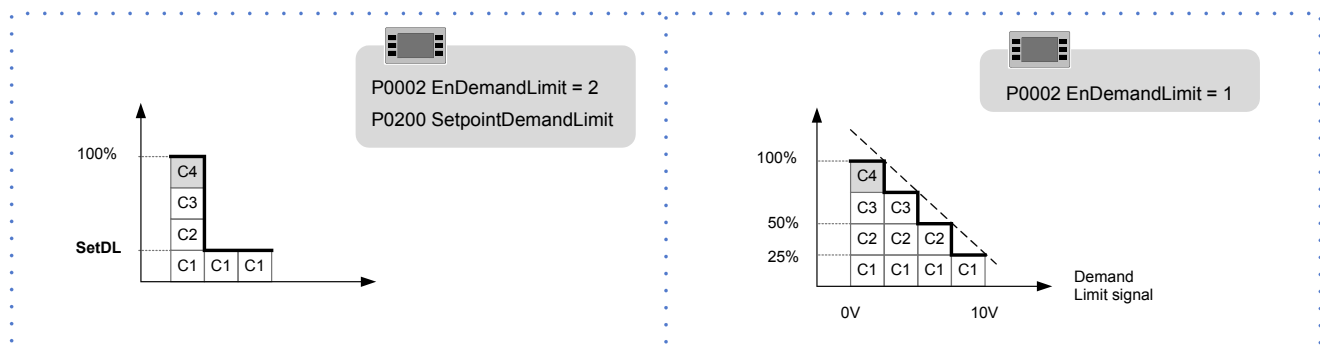 P0002 EnDemandLimit = 2
P0200 SetpointDemandLimit
100%
C4
C3
C2
SetDL
C1 C1 C1
P0002 EnDemandLimit = 1
100%
C4
C3 C3
50%
C2 C2 C2
25%
C1 C1 C1 C1
Demand
Limit signal
0V 10V